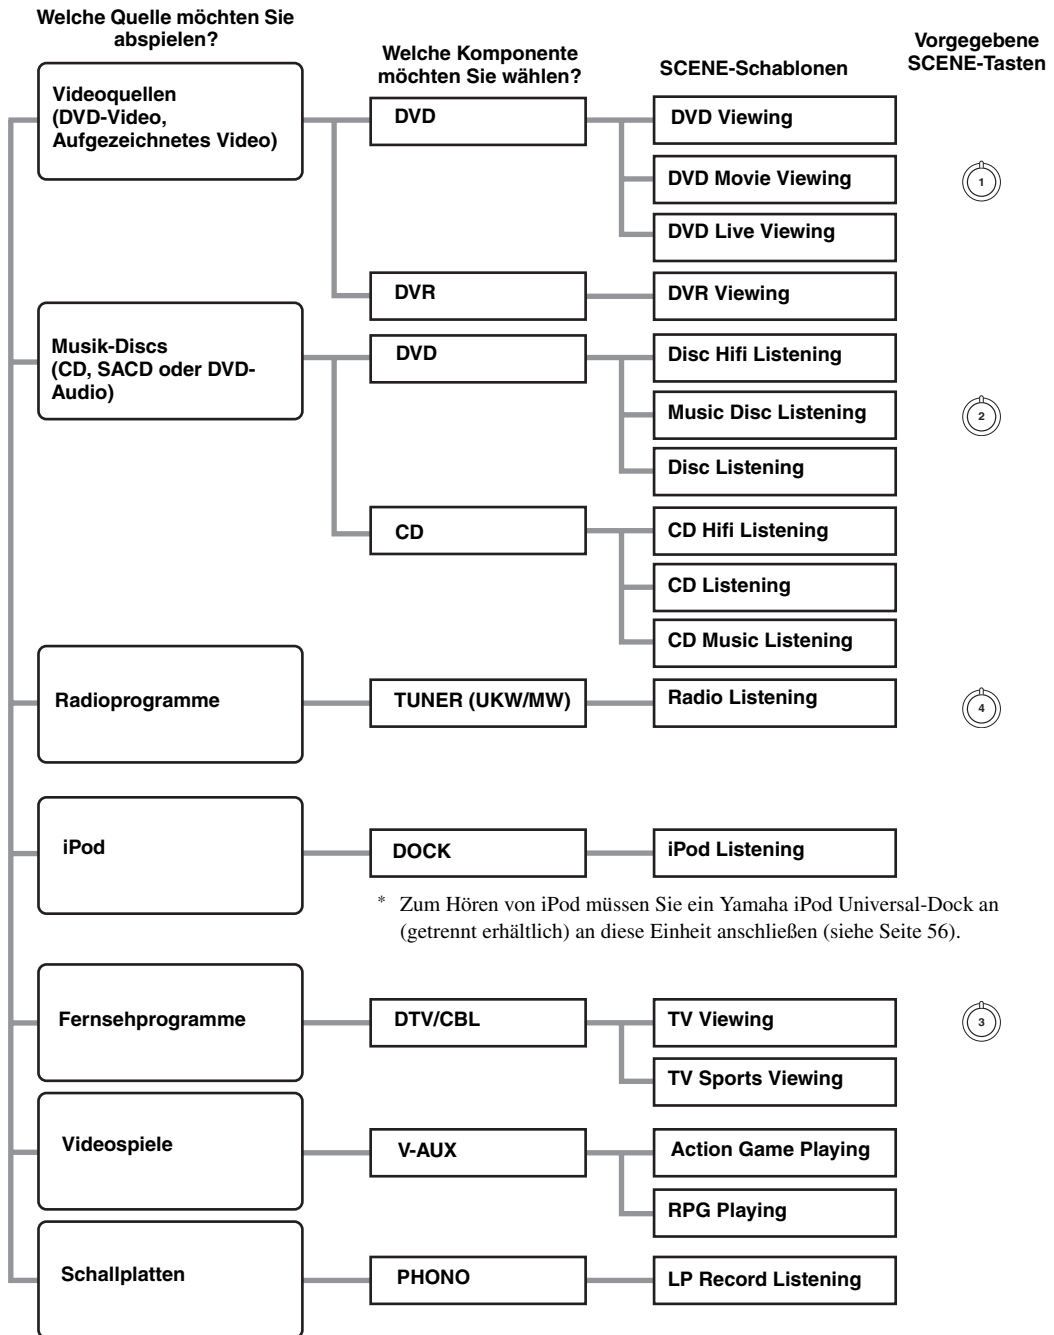 Welche Quelle möchten Sie
abspielen?
Welche Komponente
möchten Sie wählen?
SCENE-Schablonen
Vorgegebene
SCENE-Tasten
Videoquellen
(DVD-Video,
Aufgezeichnetes Video)
DVD
DVD Viewing
DVD Movie Viewing
1
DVD Live Viewing
DVR
DVR Viewing
Musik-Discs
(CD, SACD oder DVD-
Audio)
DVD
Disc Hifi Listening
Music Disc Listening
2
Disc Listening
CD
CD Hifi Listening
CD Listening
CD Music Listening
Radioprogramme
TUNER (UKW/MW)
Radio Listening
4
iPod
DOCK
iPod Listening
* Zum Hören von iPod müssen Sie ein Yamaha iPod Universal-Dock an
(getrennt erhältlich) an diese Einheit anschließen (siehe Seite 56).
Fernsehprogramme
DTV/CBL
TV Viewing
3
TV Sports Viewing
Videospiele
V-AUX
Action Game Playing
RPG Playing
Schallplatten
PHONO
LP Record Listening